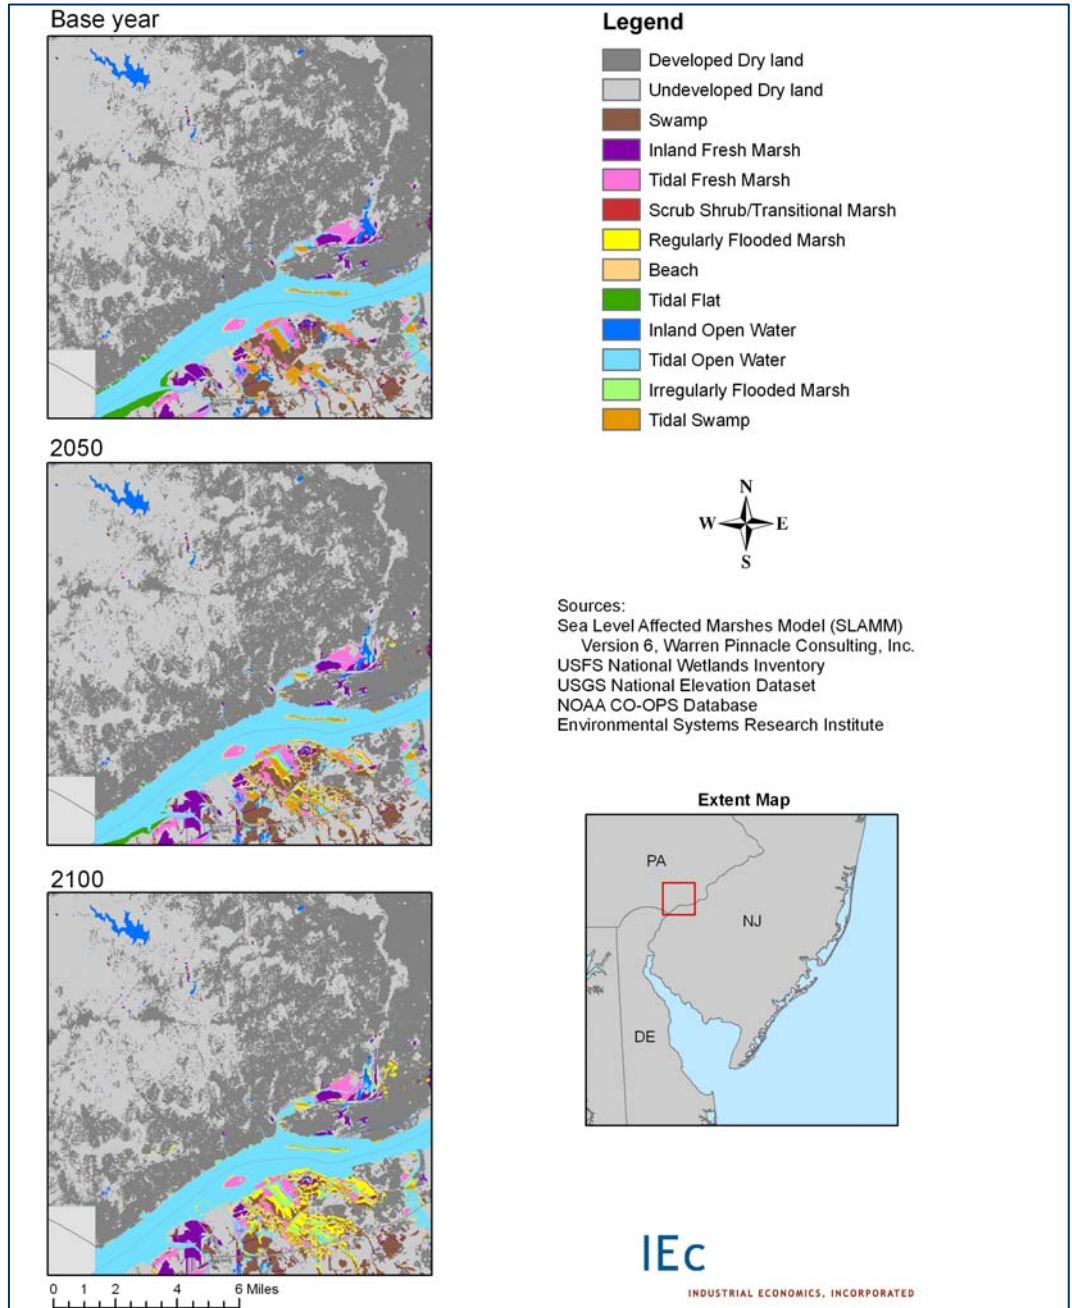 Base year
Legend
Developed Dry land
Undeveloped Dry land
Swamp
Inland Fresh Marsh
Tidal Fresh Marsh
Scrub Shrub/Transitional Marsh
Regularly Flooded Marsh
Beach
Tidal Flat
Inland Open Water
Tidal Open Water
Irregularly Flooded Marsh
Tidal Swamp
2050
N
W E
S
Sources:
Sea Level Affected Marshes Model (SLAMM)
Version 6, Warren Pinnacle Consulting, Inc.
USFS National Wetlands Inventory
USGS National Elevation Dataset
NOAA CO-OPS Database
Environmental Systems Research Institute
Extent Map
PA
NJ
DE
2100
0 1 2 4 6 Miles
IEc
INDUSTRIAL ECONOMICS, INCORPORATED